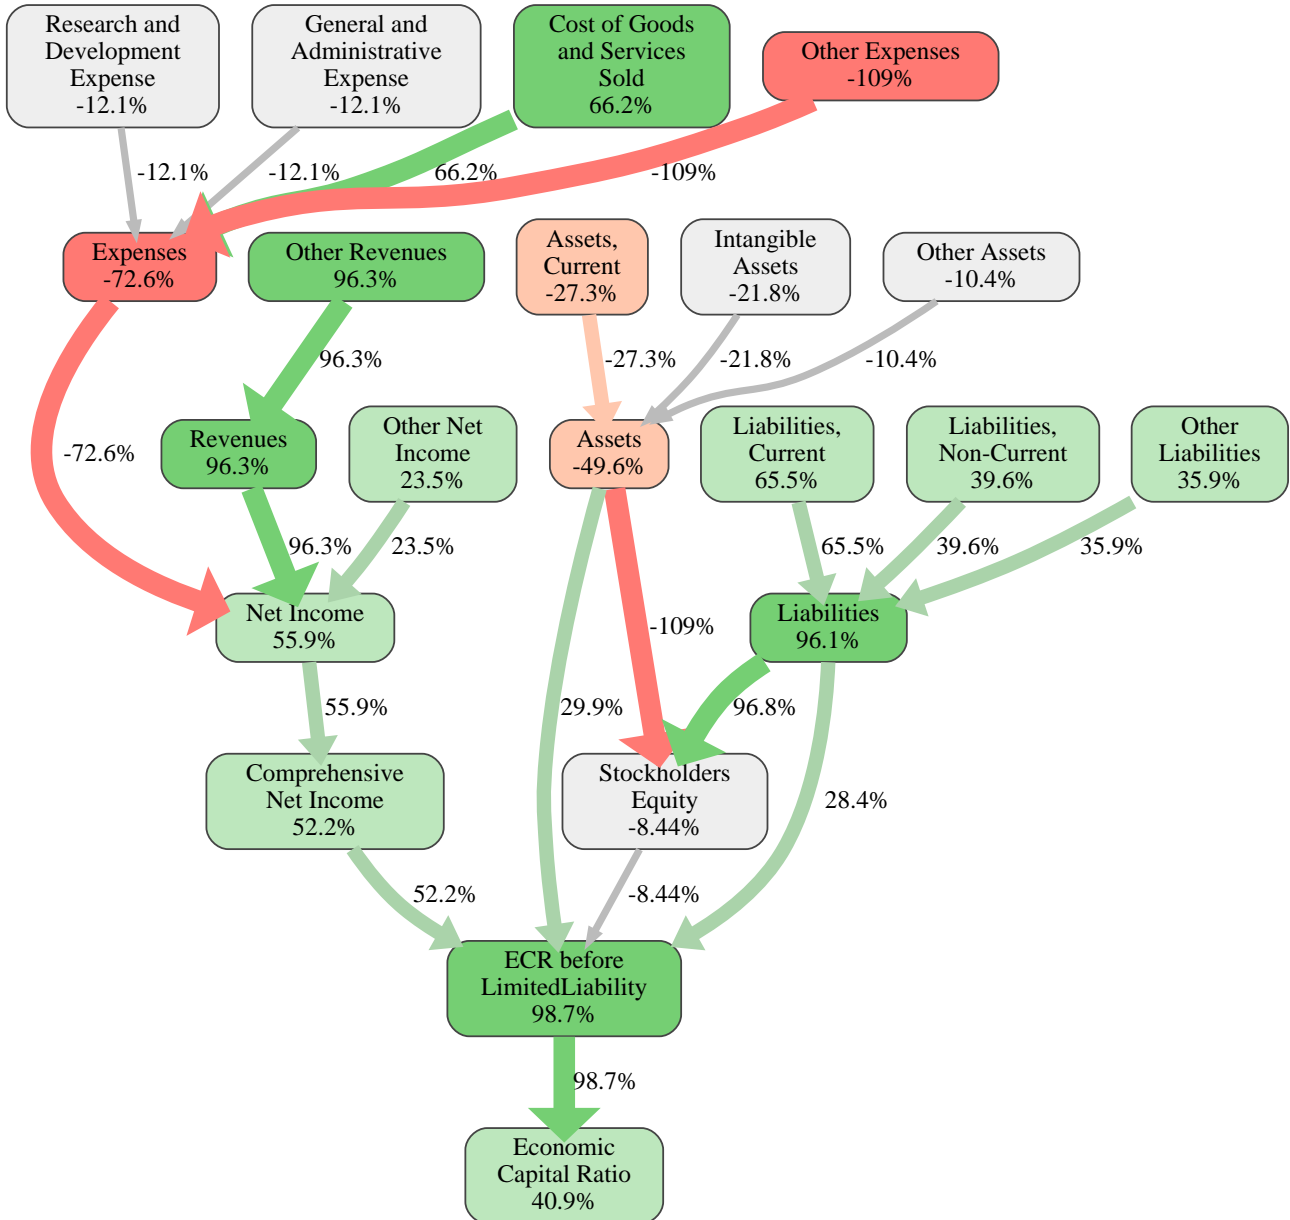 Research and
Development
Expense
-12.1%
General and
Administrative
Expense
-12.1%
Cost of Goods
and Services
Sold
66.2%
Other Expenses
-109%
-12.1%
-12.1%
66.2%
-109%
Expenses
-72.6%
Other Revenues
96.3%
Assets,
Current
-27.3%
Intangible
Assets
-21.8%
Other Assets
-10.4%
96.3%
-27.3%
-21.8%
-10.4%
-72.6%
Revenues
96.3%
Other Net
Income
23.5%
Assets
-49.6%
Liabilities,
Current
65.5%
Liabilities,
Non-Current
39.6%
Other
Liabilities
35.9%
96.3%
23.5%
65.5%
39.6%
35.9%
Net Income
55.9%
-109%
Liabilities
96.1%
55.9%
29.9%
96.8%
Comprehensive
Net Income
52.2%
Stockholders
Equity
-8.44%
28.4%
52.2%
-8.44%
ECR before
LimitedLiability
98.7%
98.7%
Economic
Capital Ratio
40.9%